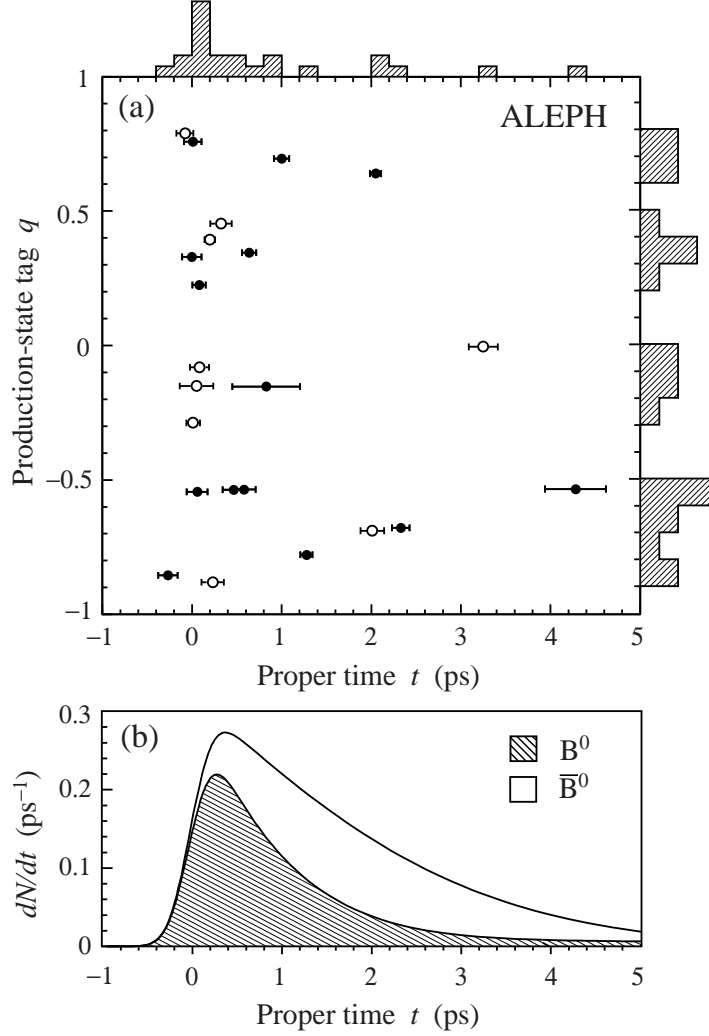 (a)
ALEPH
Production-state tag q
1
0.5
0
−0.5
−1
−1 0 1 2 3 4 5
Proper time t (ps)
(b)
B⁰
B̅⁰
dN/dt (ps⁻¹)
0.3
0.2
0.1
0
−1 0 1 2 3 4 5
Proper time t (ps)